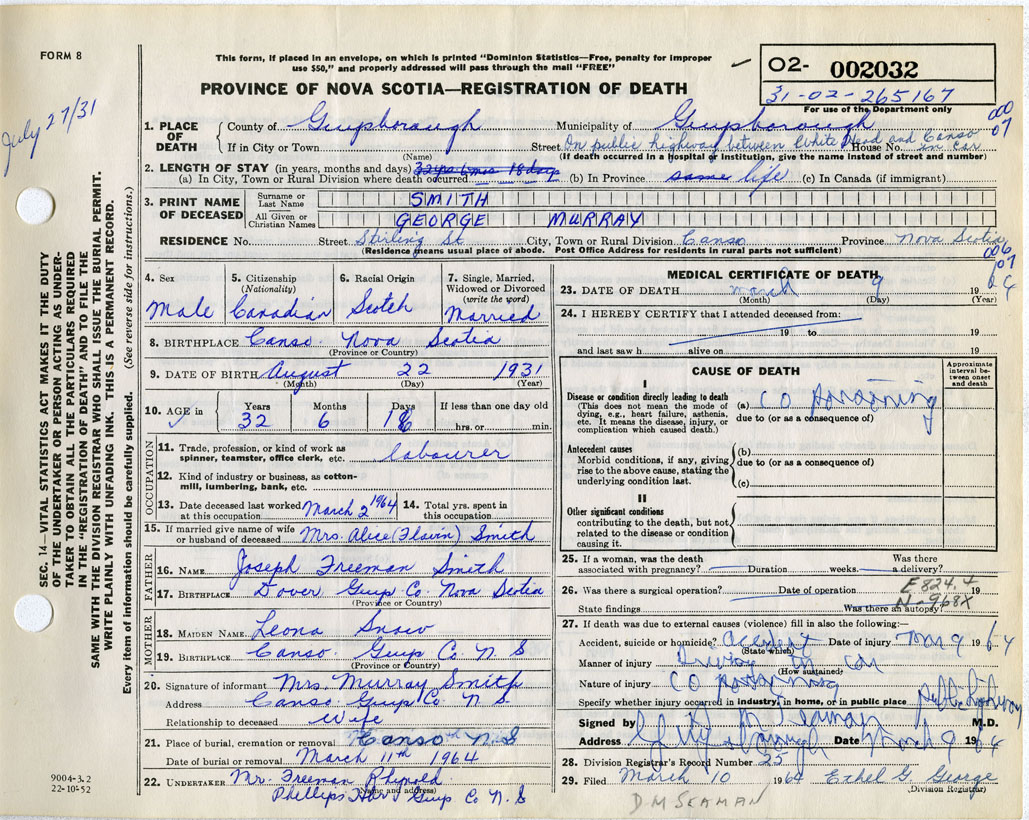 FORM 8
This form, if placed in an envelope, on which is printed "Dominion Statistics—Free, penalty for improper
use $50," and properly addressed will pass through the mail "FREE"
O2- 002032
31-02-265167
For use of the Department only
PROVINCE OF NOVA SCOTIA—REGISTRATION OF DEATH
July 27/31
000
07
1. PLACE OF DEATH
County of Guysborough Municipality of Guysborough
If in City or Town (Name) Street On public highway between White Head and Canso House No. in car
(If death occurred in a Hospital or Institution, give the name instead of street and number)
2. LENGTH OF STAY (in years, months and days) 32 yrs 6 mos 18 days
(a) In City, Town or Rural Division where death occurred (b) In Province same life (c) In Canada (if immigrant)
3. PRINT NAME OF DECEASED
Surname or Last Name SMITH
All Given or Christian Names GEORGE MURRAY
RESIDENCE No. Street Stirling St City, Town or Rural Division Canso Province Nova Scotia
(Residence means usual place of abode. Post Office Address for residents in rural parts not sufficient)
006
07
4. Sex 5. Citizenship (Nationality) 6. Racial Origin 7. Single, Married, Widowed or Divorced (write the word)
Male Canadian Scotch Married
8. BIRTHPLACE Canso Nova Scotia
(Province or Country)
9. DATE OF BIRTH August 22 1931
(Month) (Day) (Year)
10. AGE in Years Months Days If less than one day old
32 6 18 hrs. or min.
OCCUPATION
11. Trade, profession or kind of work as spinner, teamster, office clerk, etc. labourer
12. Kind of industry or business, as cotton-mill, lumbering, bank, etc.
13. Date deceased last worked at this occupation March 2 1964 14. Total yrs. spent in this occupation
15. If married give name of wife or husband of deceased Mrs. Alice (Flavin) Smith
FATHER
16. NAME Joseph Freeman Smith
17. BIRTHPLACE Dover Guys Co. Nova Scotia
(Province or Country)
MOTHER
18. MAIDEN NAME Leona Snow
19. BIRTHPLACE Canso Guys Co N S
(Province or Country)
20. Signature of informant Mrs. Murray Smith
Address Canso Guys Co N S
Relationship to deceased Wife
21. Place of burial, cremation or removal Canso N.S
Date of burial or removal March 11th 1964
22. UNDERTAKER Mr. Freeman
(Name and address)
Phillips Hbr Guys Co N S
MEDICAL CERTIFICATE OF DEATH
23. DATE OF DEATH March 9 1964
(Month) (Day) (Year)
24. I HEREBY CERTIFY that I attended deceased from:
19 to 19
and last saw h alive on 19
CAUSE OF DEATH
Approximate interval between onset and death
I
Disease or condition directly leading to death
(This does not mean the mode of dying, e.g., heart failure, asthenia, etc. It means the disease, injury, or complication which caused death.)
(a) CO Poisoning
due to (or as a consequence of)
Antecedent causes
Morbid conditions, if any, giving rise to the above cause, stating the underlying condition last.
(b)
due to (or as a consequence of)
(c)
II
Other significant conditions
contributing to the death, but not related to the disease or condition causing it.
25. If a woman, was the death associated with pregnancy? Duration weeks. Was there a delivery?
26. Was there a surgical operation? Date of operation 19
State findings Was there an autopsy?
E 824.4
N-968X
27. If death was due to external causes (violence) fill in also the following:—
Accident, suicide or homicide? Accident Date of injury Mar 9 1964
(State which)
Manner of injury Driving in car
(How sustained)
Nature of injury CO poisoning
Specify whether injury occurred in industry, in home, or in public place public highway
Signed by M.D.
Address Guysborough Date March 9 1964
28. Division Registrar's Record Number 25
29. Filed March 10 1964 Ethel G. George
(Division Registrar)
D M SEAMAN
SEC. 14—VITAL STATISTICS ACT MAKES IT THE DUTY
OF THE UNDERTAKER OR PERSON ACTING AS UNDER-
TAKER TO OBTAIN ALL THE PARTICULARS REQUIRED
IN THE "REGISTRATION OF DEATH" AND TO FILE THE
SAME WITH THE DIVISION REGISTRAR WHO SHALL ISSUE THE BURIAL PERMIT.
WRITE PLAINLY WITH UNFADING INK. THIS IS A PERMANENT RECORD.
Every item of information should be carefully supplied. (See reverse side for instructions.)
9004-3.2
22-10-52